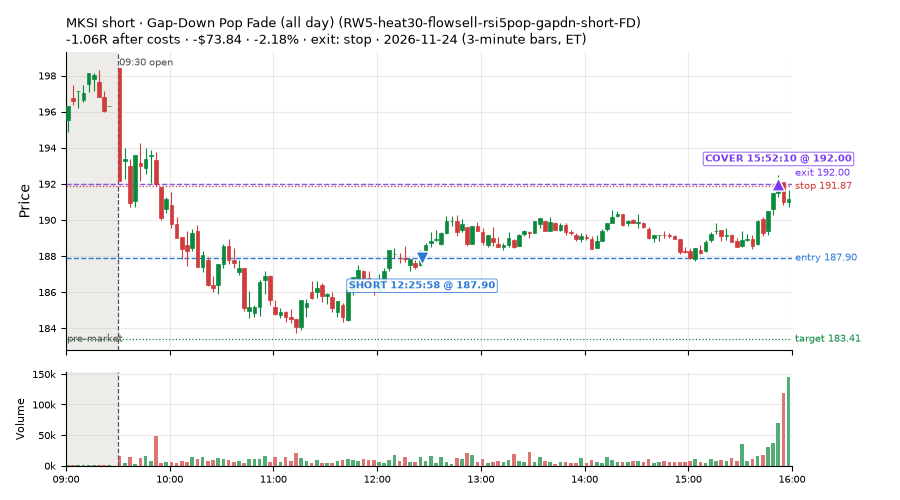 MKSI short · Gap-Down Pop Fade (all day) (RW5-heat30-flowsell-rsi5pop-gapdn-short-FD)
-1.06R after costs · -$73.84 · -2.18% · exit: stop · 2026-11-24 (3-minute bars, ET)
09:30 open
198
196
194
192
190
188
186
184
Price
COVER 15:52:10 @ 192.00
exit 192.00
stop 191.87
entry 187.90
SHORT 12:25:58 @ 187.90
pre-market
target 183.41
150k
100k
50k
0k
Volume
09:00
10:00
11:00
12:00
13:00
14:00
15:00
16:00